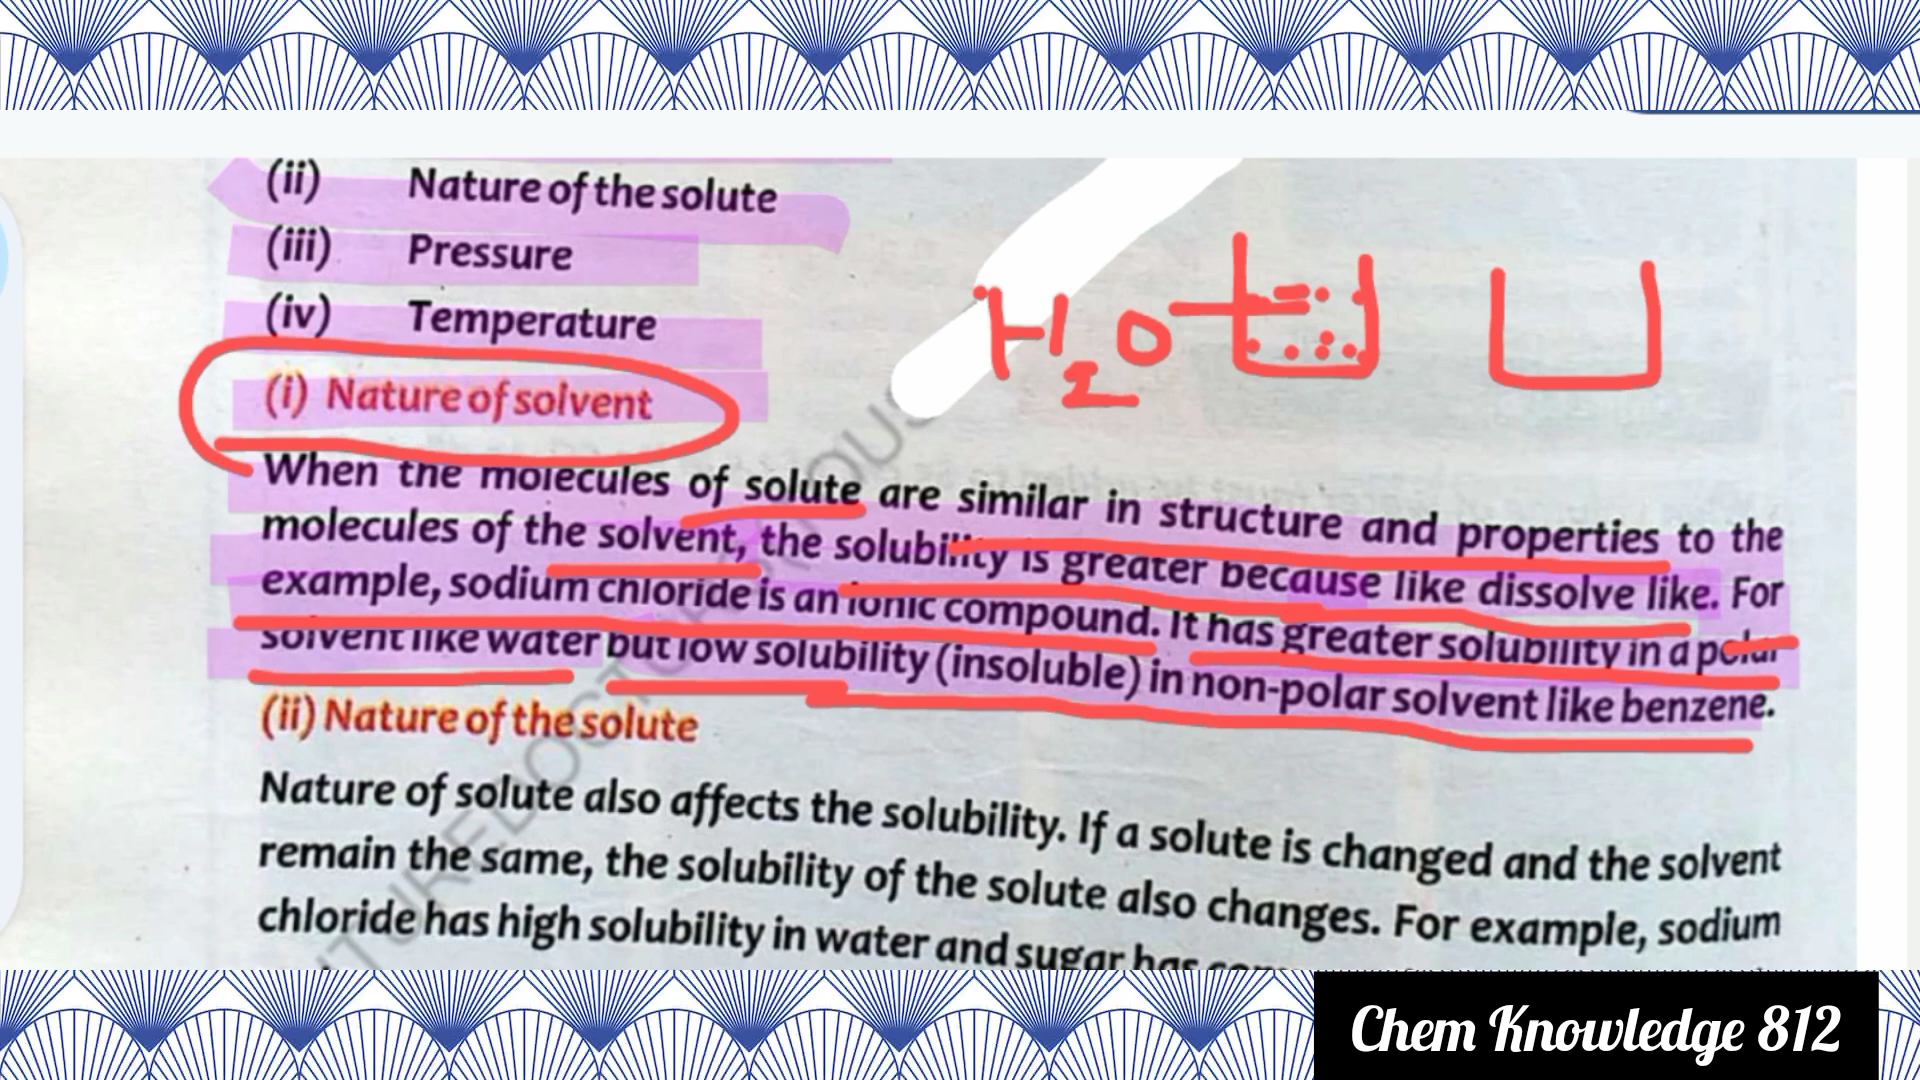 (ii) Nature of the solute
(iii) Pressure
(iv) Temperature
H₂O
(i) Nature of solvent
When the molecules of solute are similar in structure and properties to the
molecules of the solvent, the solubility is greater because like dissolve like. For
example, sodium chloride is an ionic compound. It has greater solubility in a polar
solvent like water but low solubility (insoluble) in non-polar solvent like benzene.
(ii) Nature of the solute
Nature of solute also affects the solubility. If a solute is changed and the solvent
remain the same, the solubility of the solute also changes. For example, sodium
chloride has high solubility in water and sugar has
Chem Knowledge 812